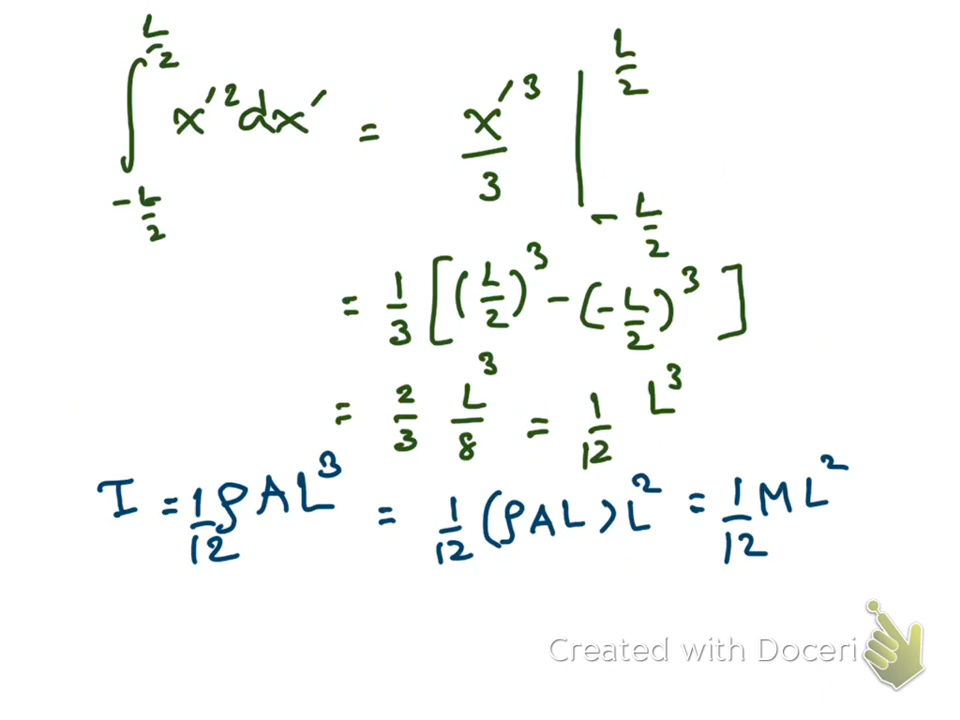 ∫_{-L/2}^{L/2} x'² dx' = x'³/3 |_{-L/2}^{L/2}
= 1/3 [(L/2)³ - (-L/2)³]
= 2/3 L³/8 = 1/12 L³
I = 1/12 ρAL³ = 1/12 (ρAL)L² = 1/12 ML²
Created with Doceri